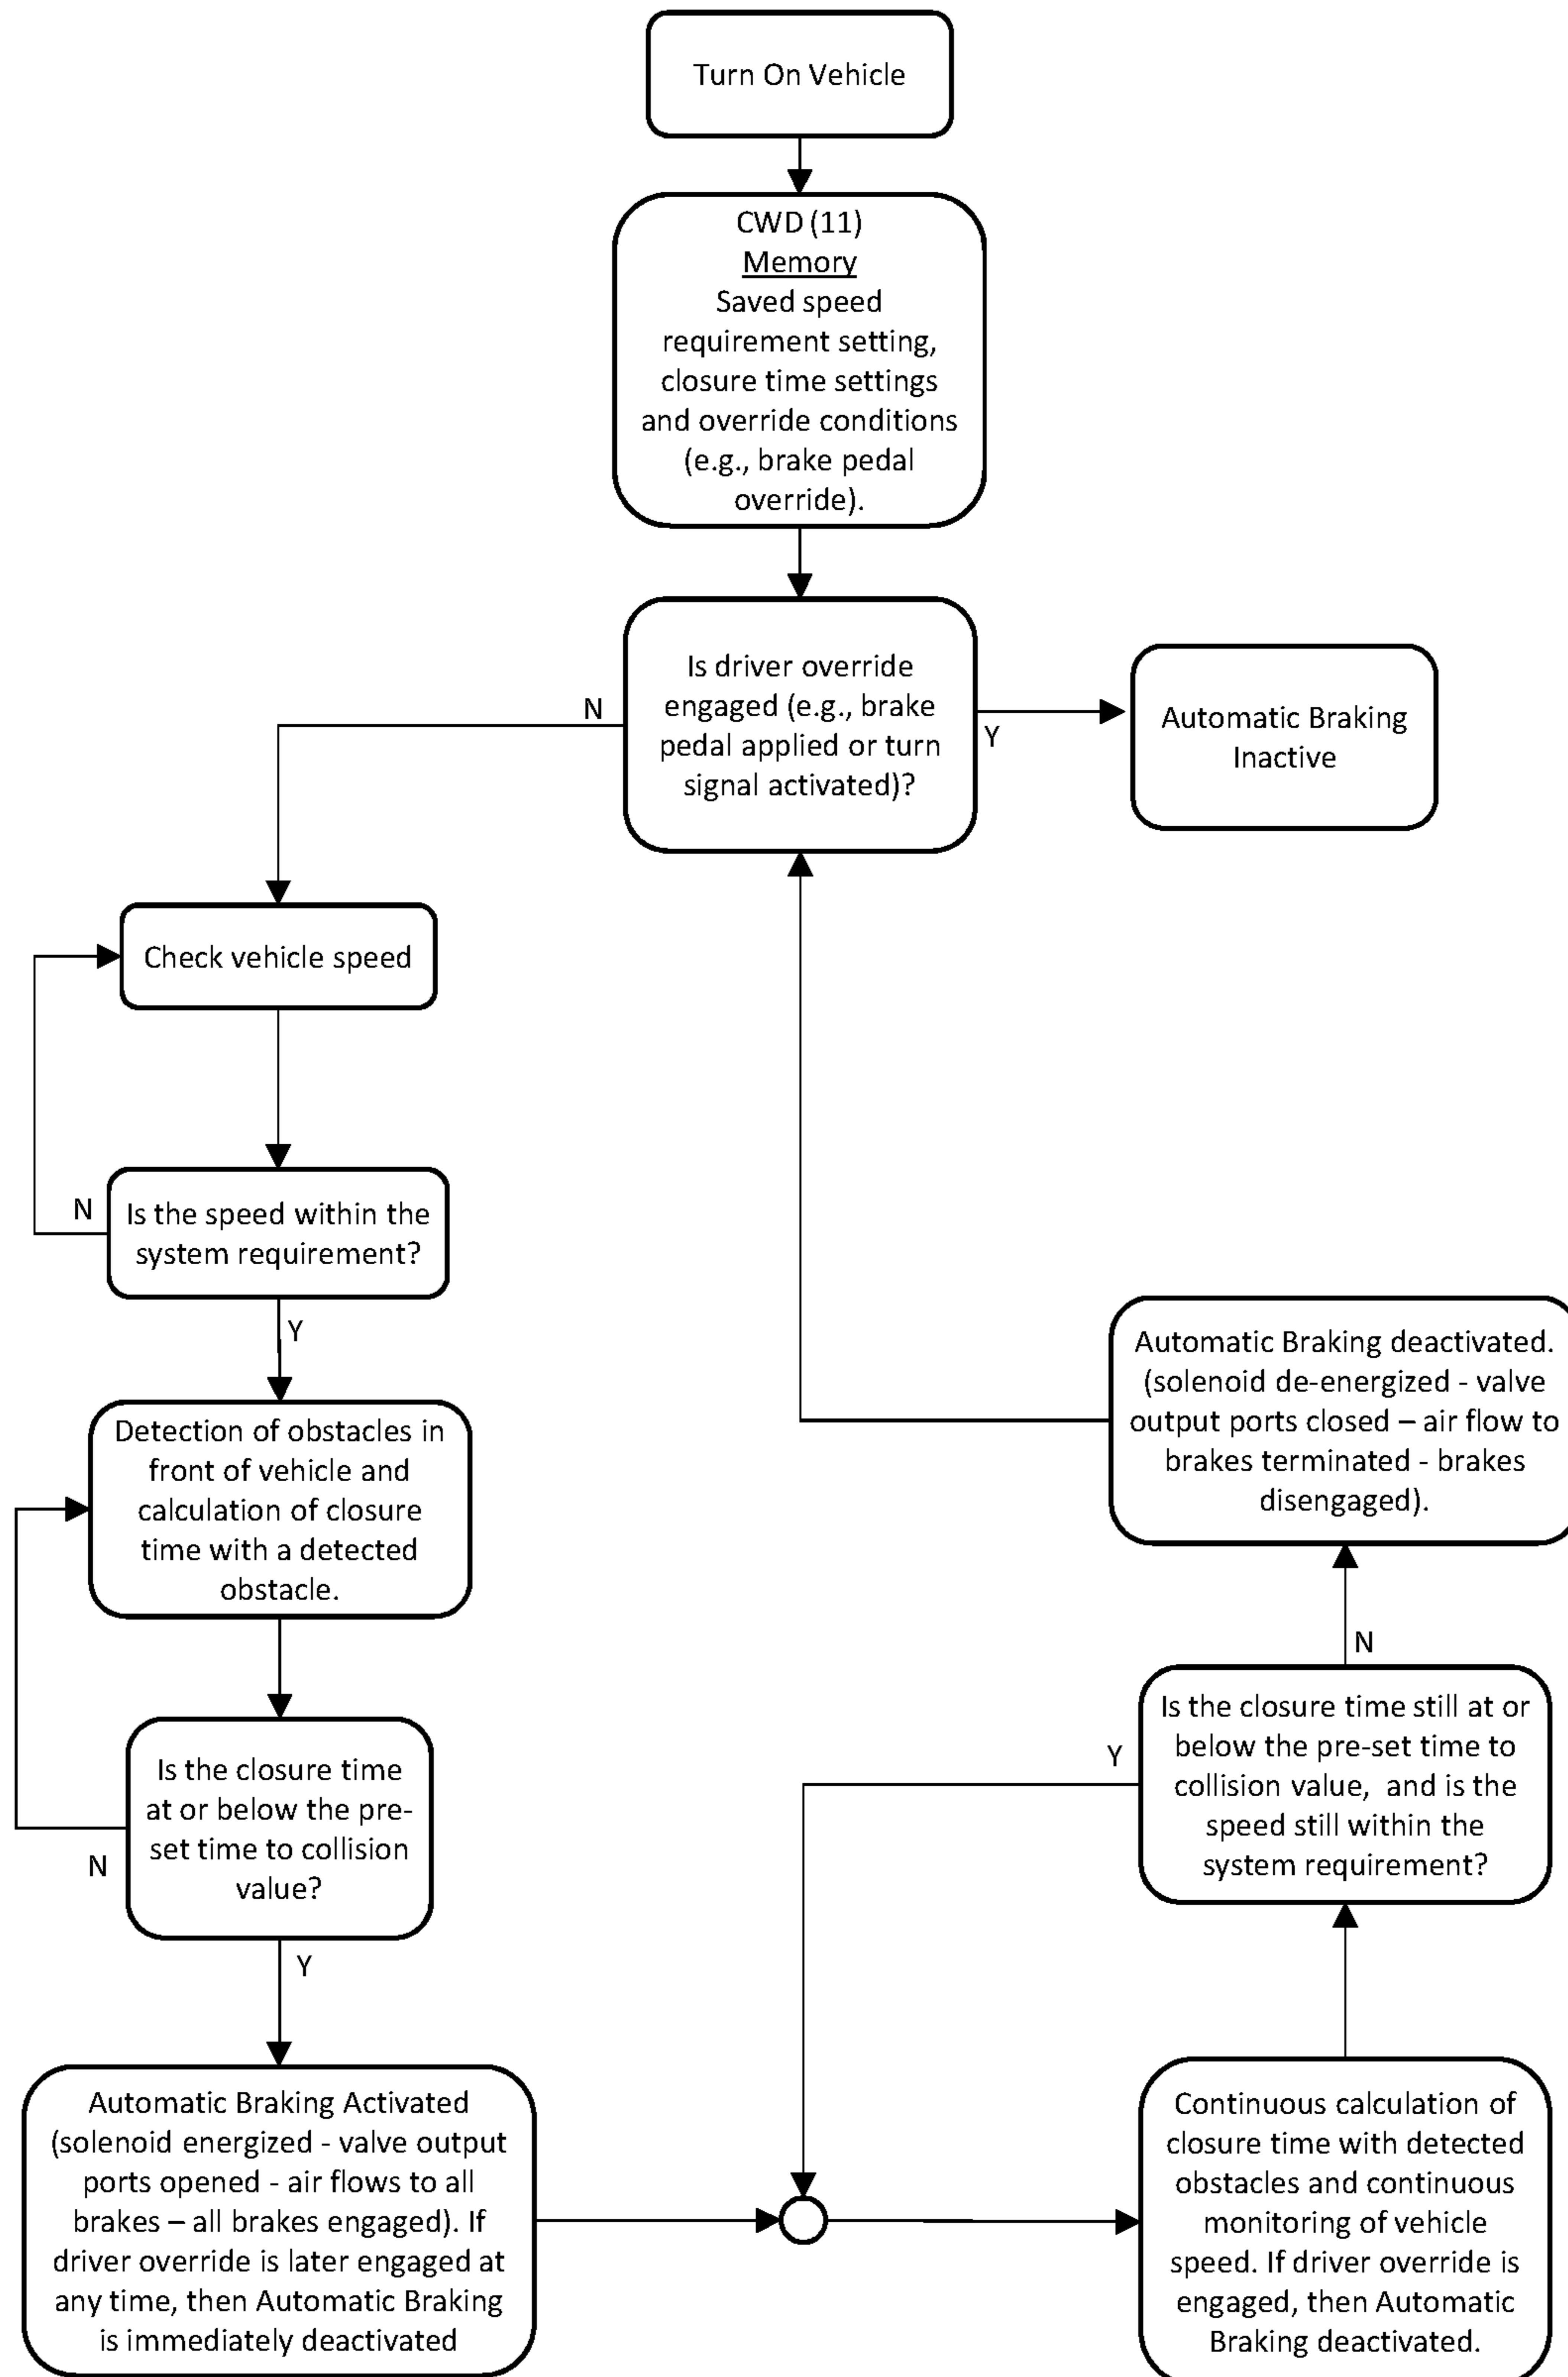 Turn On Vehicle
CWD (11)
Memory
Saved speed
requirement setting,
closure time settings
and override conditions
(e.g., brake pedal
override).
Is driver override
engaged (e.g., brake
pedal applied or turn
signal activated)?
N
Y
Automatic Braking
Inactive
Check vehicle speed
Is the speed within the
system requirement?
N
Y
Detection of obstacles in
front of vehicle and
calculation of closure
time with a detected
obstacle.
Is the closure time
at or below the pre-
set time to collision
value?
N
Y
Automatic Braking Activated
(solenoid energized - valve output
ports opened - air flows to all
brakes – all brakes engaged). If
driver override is later engaged at
any time, then Automatic Braking
is immediately deactivated
Continuous calculation of
closure time with detected
obstacles and continuous
monitoring of vehicle
speed. If driver override is
engaged, then Automatic
Braking deactivated.
Is the closure time still at or
below the pre-set time to
collision value,  and is the
speed still within the
system requirement?
Y
N
Automatic Braking deactivated.
(solenoid de-energized - valve
output ports closed – air flow to
brakes terminated - brakes
disengaged).